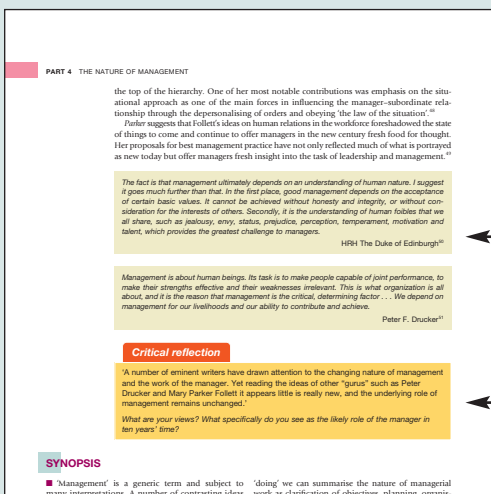 PART 4 THE NATURE OF MANAGEMENT
the top of the hierarchy. One of her most notable contributions was emphasis on the situ-
ational approach as one of the main forces in influencing the manager–subordinate rela-
tionship through the depersonalising of orders and obeying 'the law of the situation'.48
Parker suggests that Follett's ideas on human relations in the workforce foreshadowed the state
of things to come and continue to offer managers in the new century fresh food for thought.
Her proposals for best management practice have not only reflected much of what is portrayed
as new today but offer managers fresh insight into the task of leadership and management.49
The fact is that management ultimately depends on an understanding of human nature. I suggest
it goes much further than that. In the first place, good management depends on the acceptance
of certain basic values. It cannot be achieved without honesty and integrity, or without con-
sideration for the interests of others. Secondly, it is the understanding of human foibles that we
all share, such as jealousy, envy, status, prejudice, perception, temperament, motivation and
talent, which provides the greatest challenge to managers.
HRH The Duke of Edinburgh50
Management is about human beings. Its task is to make people capable of joint performance, to
make their strengths effective and their weaknesses irrelevant. This is what organization is all
about, and it is the reason that management is the critical, determining factor . . . We depend on
management for our livelihoods and our ability to contribute and achieve.
Peter F. Drucker51
Critical reflection
'A number of eminent writers have drawn attention to the changing nature of management
and the work of the manager. Yet reading the ideas of other "gurus" such as Peter
Drucker and Mary Parker Follett it appears little is really new, and the underlying role of
management remains unchanged.'
What are your views? What specifically do you see as the likely role of the manager in
ten years' time?
SYNOPSIS
■ 'Management' is a generic term and subject to
many interpretations. A number of contrasting ideas
'doing' we can summarise the nature of managerial
work as clarification of objectives, planning, organis-